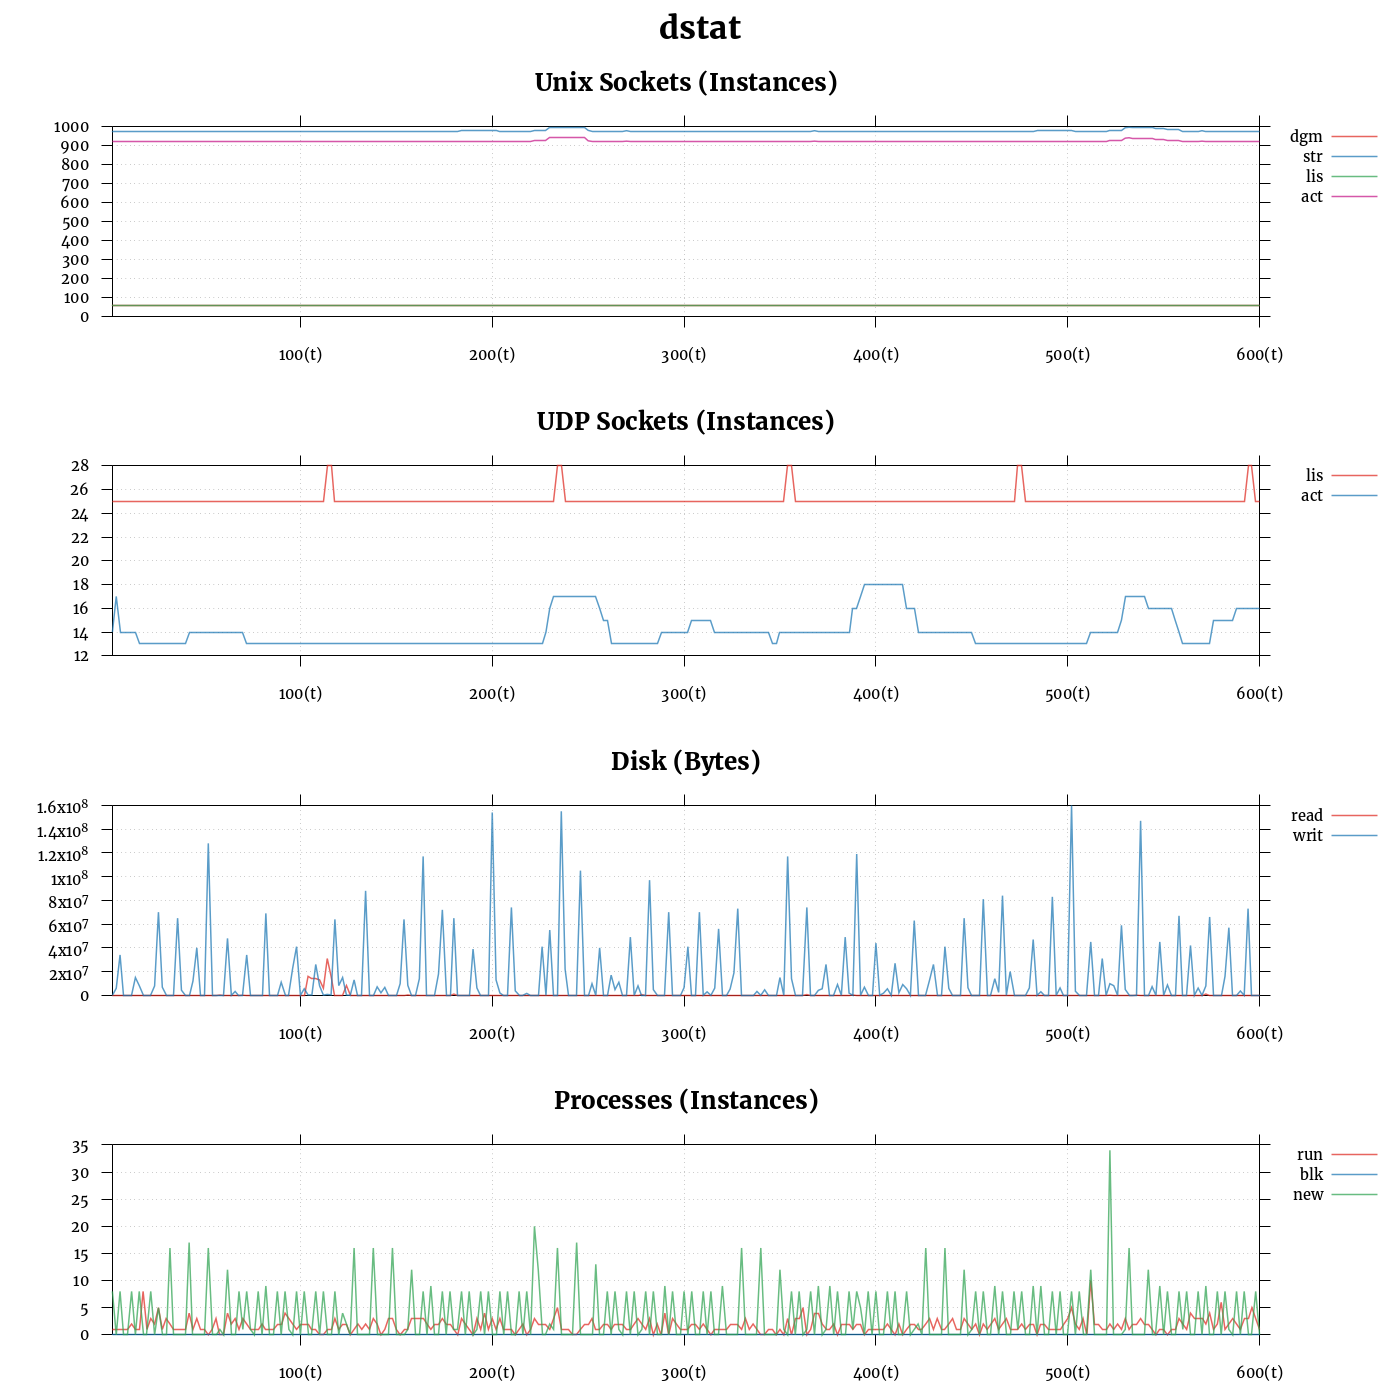 dstat
Unix Sockets (Instances)
1000
900
800
700
600
500
400
300
200
100
0
100(t) 200(t) 300(t) 400(t) 500(t) 600(t)
dgm
str
lis
act
UDP Sockets (Instances)
28
26
24
22
20
18
16
14
12
100(t) 200(t) 300(t) 400(t) 500(t) 600(t)
lis
act
Disk (Bytes)
1.6x10⁸
1.4x10⁸
1.2x10⁸
1x10⁸
8x10⁷
6x10⁷
4x10⁷
2x10⁷
0
100(t) 200(t) 300(t) 400(t) 500(t) 600(t)
read
writ
Processes (Instances)
35
30
25
20
15
10
5
0
100(t) 200(t) 300(t) 400(t) 500(t) 600(t)
run
blk
new